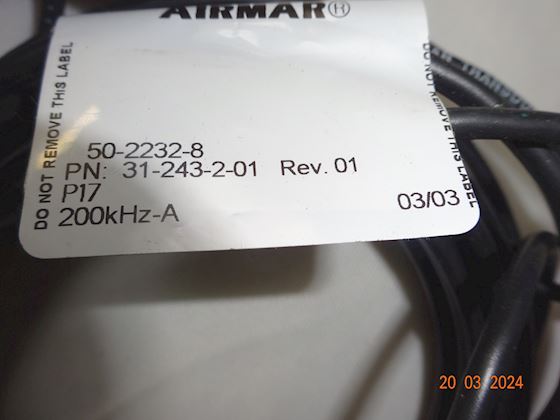 AIRMAR®
DO NOT REMOVE THIS LABEL
50-2232-8
PN: 31-243-2-01 Rev. 01
P17
200kHz-A
03/03
DO NOT REMOVE THIS LABEL
20 03 2024